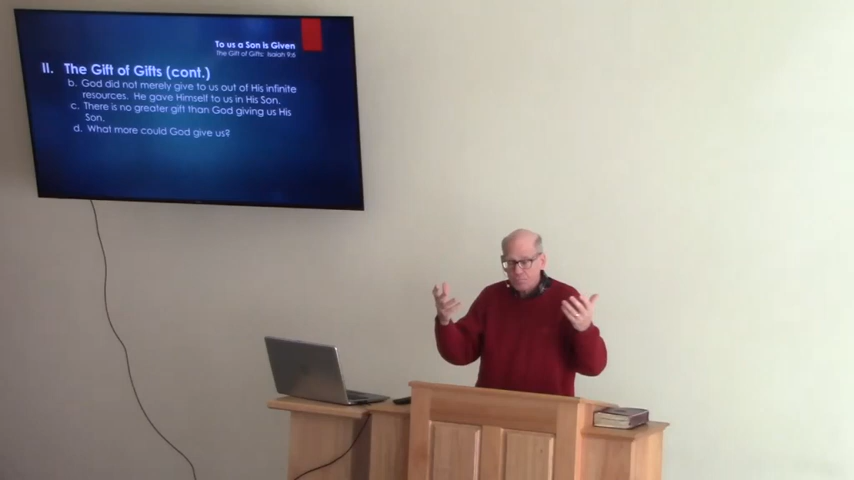 To us a Son is Given
The Gift of Gifts: Isaiah 9:6
II. The Gift of Gifts (cont.)
b. God did not merely give to us out of His infinite
resources. He gave Himself to us in His Son.
c. There is no greater gift than God giving us His
Son.
d. What more could God give us?